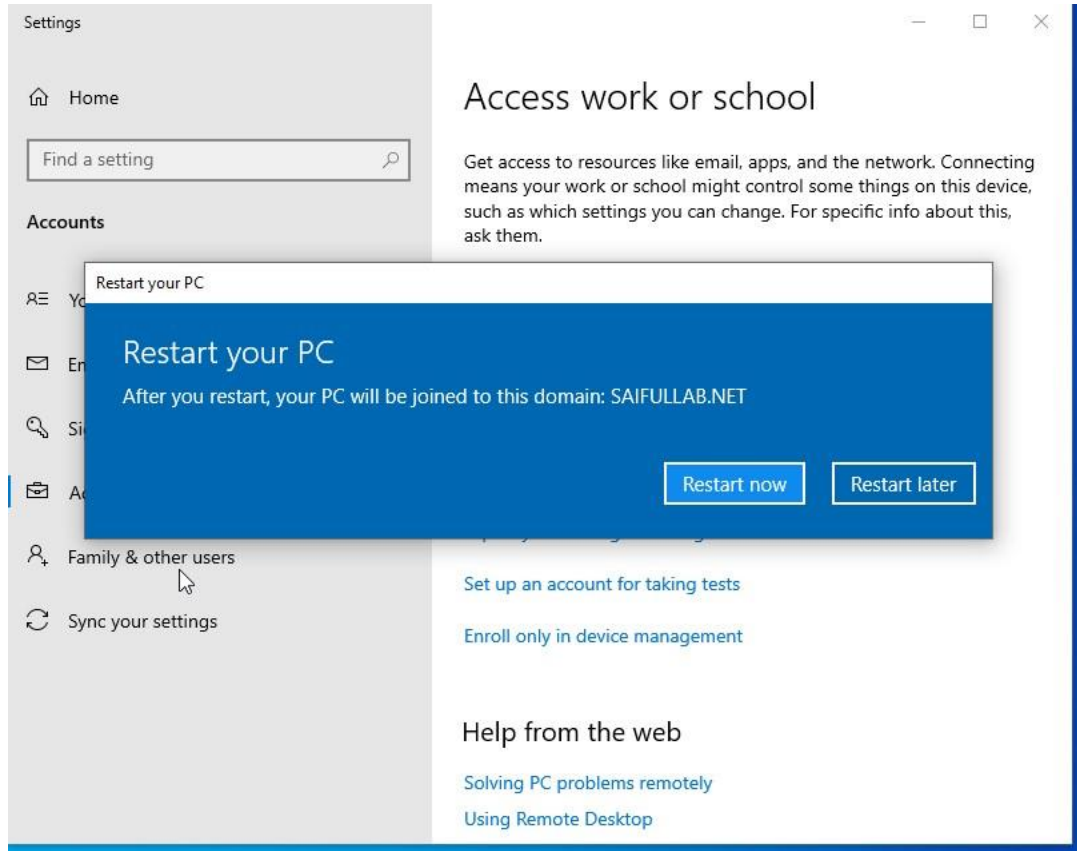 Settings
Home
Find a setting
Accounts
Access work or school
Get access to resources like email, apps, and the network. Connecting
means your work or school might control some things on this device,
such as which settings you can change. For specific info about this,
ask them.
Restart your PC
Restart your PC
After you restart, your PC will be joined to this domain: SAIFULLAB.NET
Restart now
Restart later
Family & other users
Sync your settings
Set up an account for taking tests
Enroll only in device management
Help from the web
Solving PC problems remotely
Using Remote Desktop